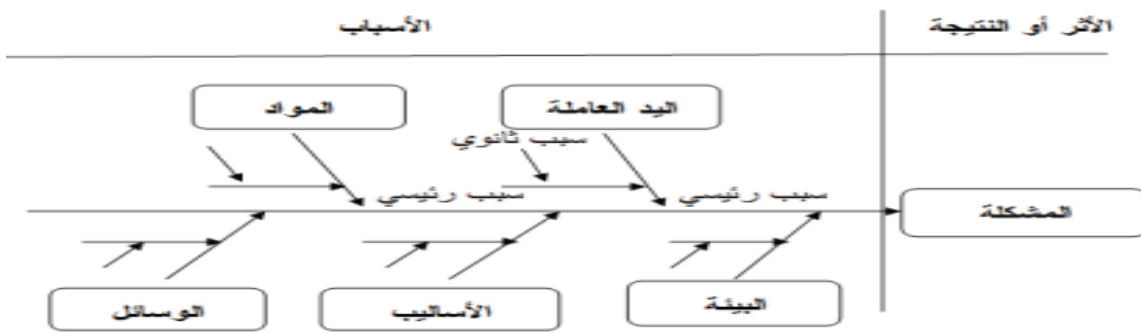 الأثر أو النتيجة
الأسباب
اليد العاملة
المواد
سبب ثانوي
سبب رئيسي
سبب رئيسي
المشكلة
البيئة
الأساليب
الوسائل